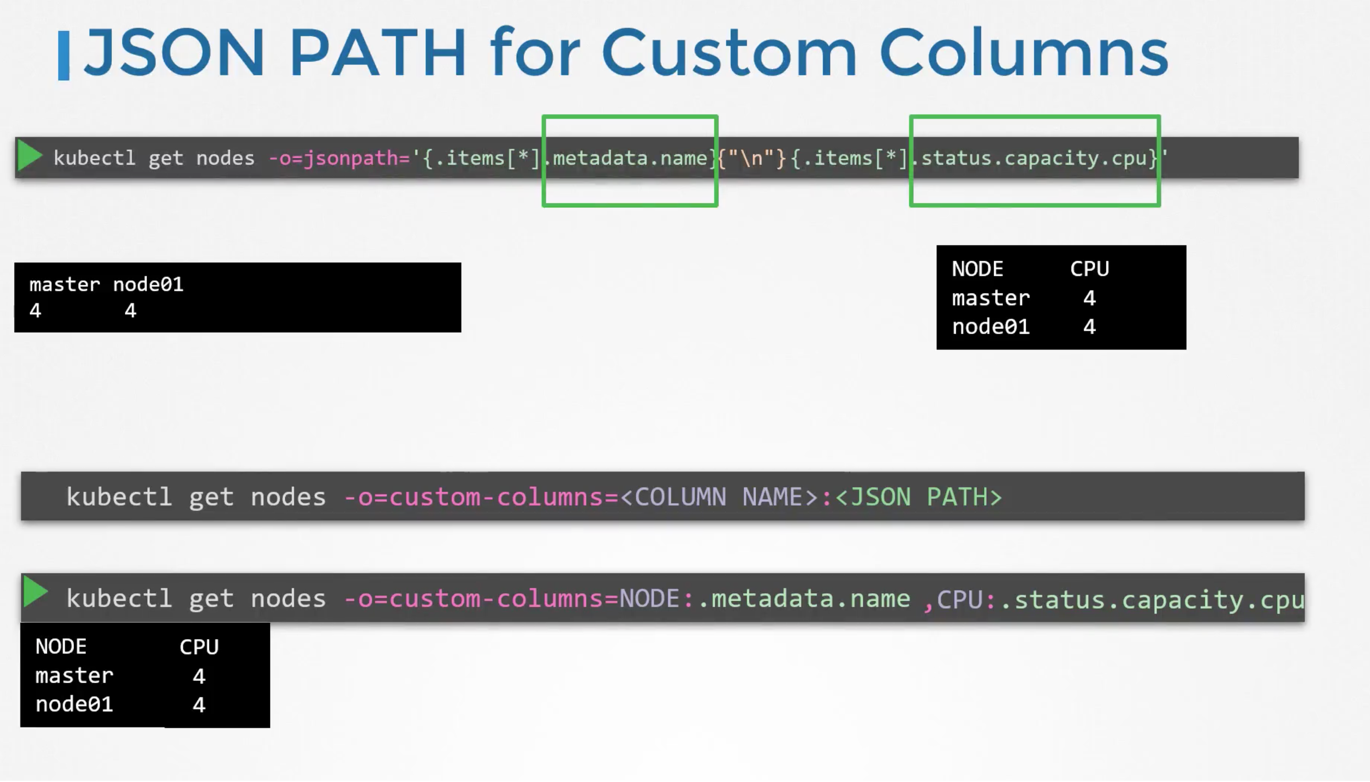 JSON PATH for Custom Columns
kubectl get nodes -o=jsonpath='{.items[*].metadata.name}{"\n"}{.items[*].status.capacity.cpu}'
master node01
4 4
NODE CPU
master 4
node01 4
kubectl get nodes -o=custom-columns=<COLUMN NAME>:<JSON PATH>
kubectl get nodes -o=custom-columns=NODE:.metadata.name ,CPU:.status.capacity.cpu
NODE CPU
master 4
node01 4